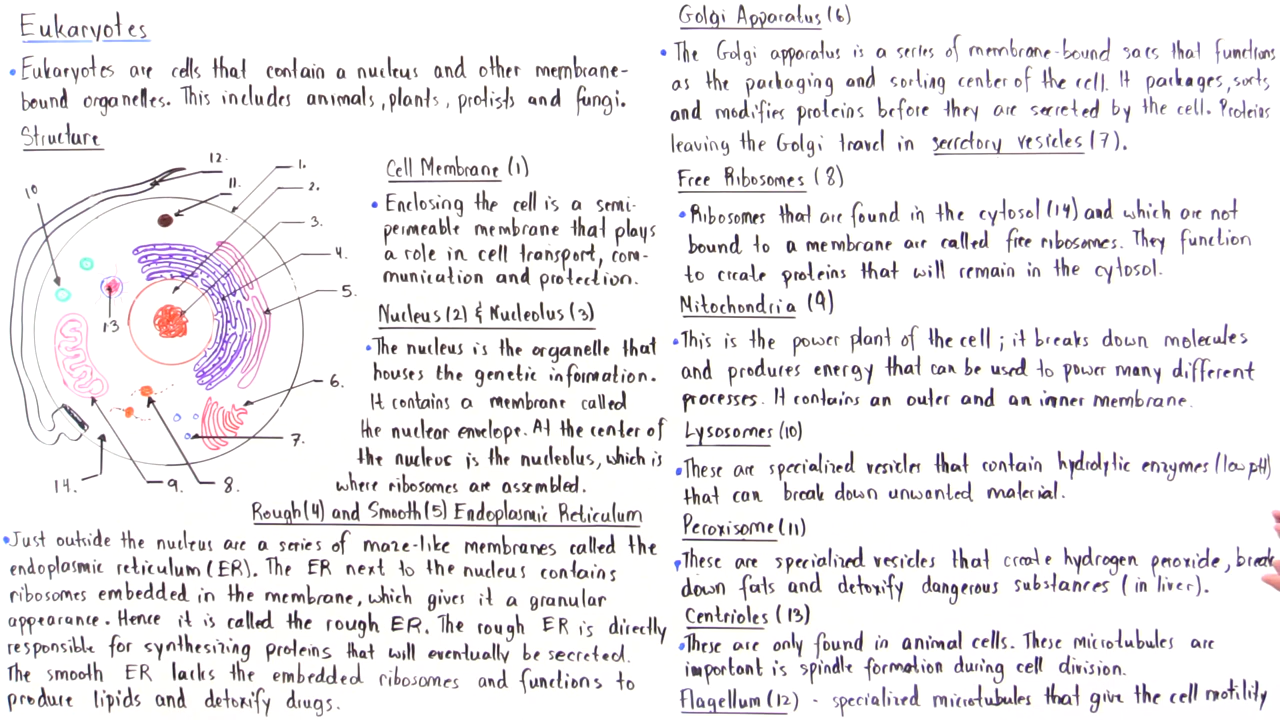 Eukaryotes
• Eukaryotes are cells that contain a nucleus and other membrane-
bound organelles. This includes animals, plants, protists and fungi.
Structure
12.
1.
10
11.
2.
3.
4.
5.
13
6.
7.
14.
9.
8.
Cell Membrane (1)
• Enclosing the cell is a semi-
permeable membrane that plays
a role in cell transport, com-
munication and protection.
Nucleus (2) & Nucleolus (3)
• The nucleus is the organelle that
houses the genetic information.
It contains a membrane called
the nuclear envelope. At the center of
the nucleus is the nucleolus, which is
where ribosomes are assembled.
Rough (4) and Smooth (5) Endoplasmic Reticulum
• Just outside the nucleus are a series of maze-like membranes called the
endoplasmic reticulum (ER). The ER next to the nucleus contains
ribosomes embedded in the membrane, which gives it a granular
appearance. Hence it is called the rough ER. The rough ER is directly
responsible for synthesizing proteins that will eventually be secreted.
The smooth ER lacks the embedded ribosomes and functions to
produce lipids and detoxify drugs.
Golgi Apparatus (6)
• The Golgi apparatus is a series of membrane-bound sacs that functions
as the packaging and sorting center of the cell. It packages, sorts
and modifies proteins before they are secreted by the cell. Proteins
leaving the Golgi travel in secretory vesicles (7).
Free Ribosomes (8)
• Ribosomes that are found in the cytosol (14) and which are not
bound to a membrane are called free ribosomes. They function
to create proteins that will remain in the cytosol.
Mitochondria (9)
• This is the power plant of the cell; it breaks down molecules
and produces energy that can be used to power many different
processes. It contains an outer and an inner membrane.
Lysosomes (10)
• These are specialized vesicles that contain hydrolytic enzymes (low pH)
that can break down unwanted material.
Peroxisome (11)
• These are specialized vesicles that create hydrogen peroxide, break
down fats and detoxify dangerous substances (in liver).
Centrioles (13)
• These are only found in animal cells. These microtubules are
important is spindle formation during cell division.
Flagellum (12) - specialized microtubules that give the cell motility